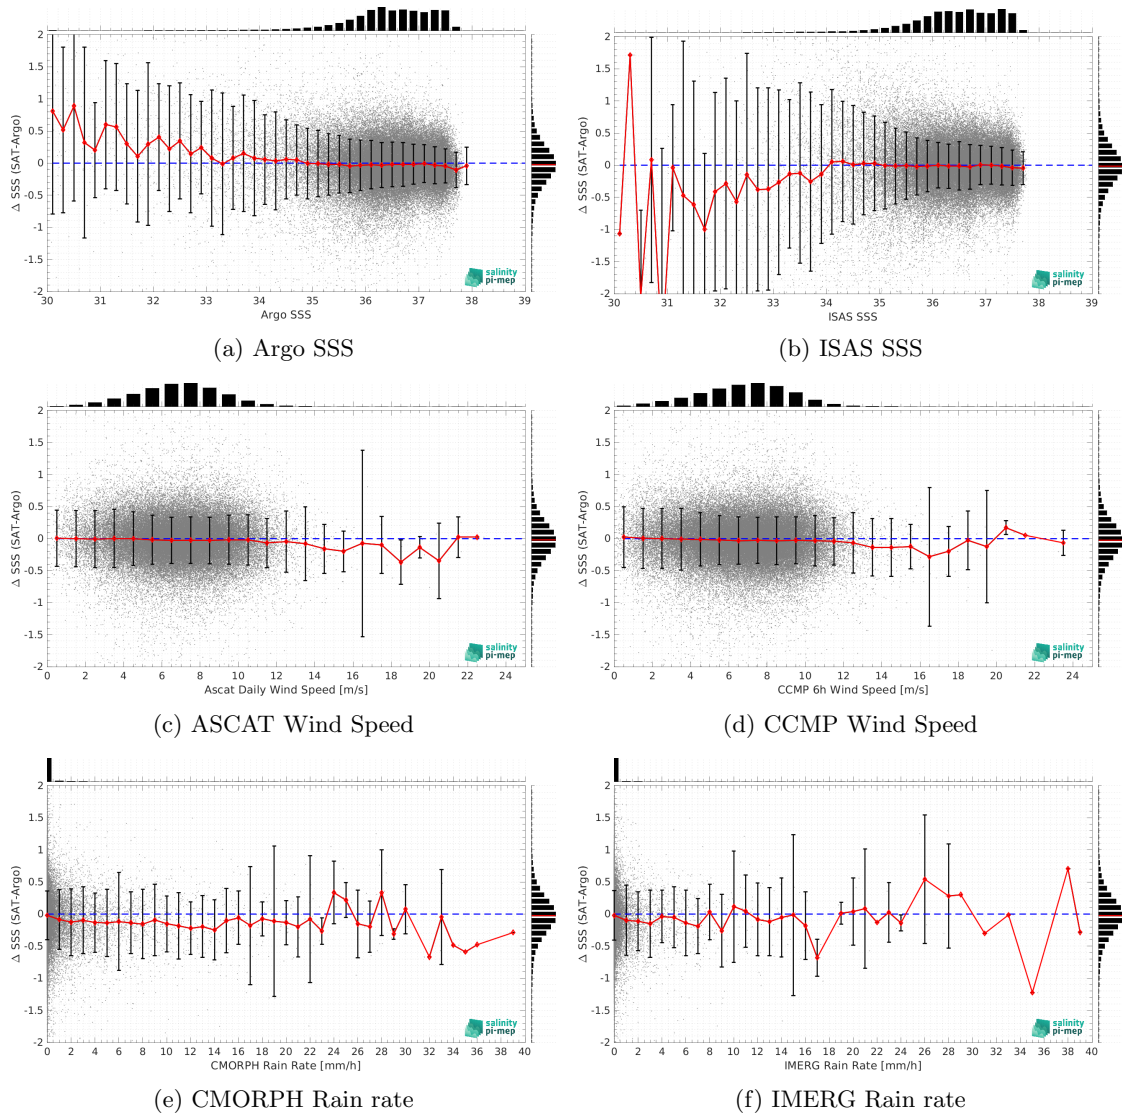 2
1.5
1
0.5
0
-0.5
-1
-1.5
-2
Δ SSS (SAT-Argo)
30 31 32 33 34 35 36 37 38 39
Argo SSS
salinity
pi-mep
(a) Argo SSS
2
1.5
1
0.5
0
-0.5
-1
-1.5
-2
Δ SSS (SAT-Argo)
30 31 32 33 34 35 36 37 38 39
ISAS SSS
salinity
pi-mep
(b) ISAS SSS
2
1.5
1
0.5
0
-0.5
-1
-1.5
-2
Δ SSS (SAT-Argo)
0 2 4 6 8 10 12 14 16 18 20 22 24
Ascat Daily Wind Speed [m/s]
salinity
pi-mep
(c) ASCAT Wind Speed
2
1.5
1
0.5
0
-0.5
-1
-1.5
-2
Δ SSS (SAT-Argo)
0 2 4 6 8 10 12 14 16 18 20 22 24
CCMP 6h Wind Speed [m/s]
salinity
pi-mep
(d) CCMP Wind Speed
2
1.5
1
0.5
0
-0.5
-1
-1.5
-2
Δ SSS (SAT-Argo)
0 2 4 6 8 10 12 14 16 18 20 22 24 26 28 30 32 34 36 38 40
CMORPH Rain Rate [mm/h]
salinity
pi-mep
(e) CMORPH Rain rate
2
1.5
1
0.5
0
-0.5
-1
-1.5
-2
Δ SSS (SAT-Argo)
0 2 4 6 8 10 12 14 16 18 20 22 24 26 28 30 32 34 36 38 40
IMERG Rain Rate [mm/h]
salinity
pi-mep
(f) IMERG Rain rate